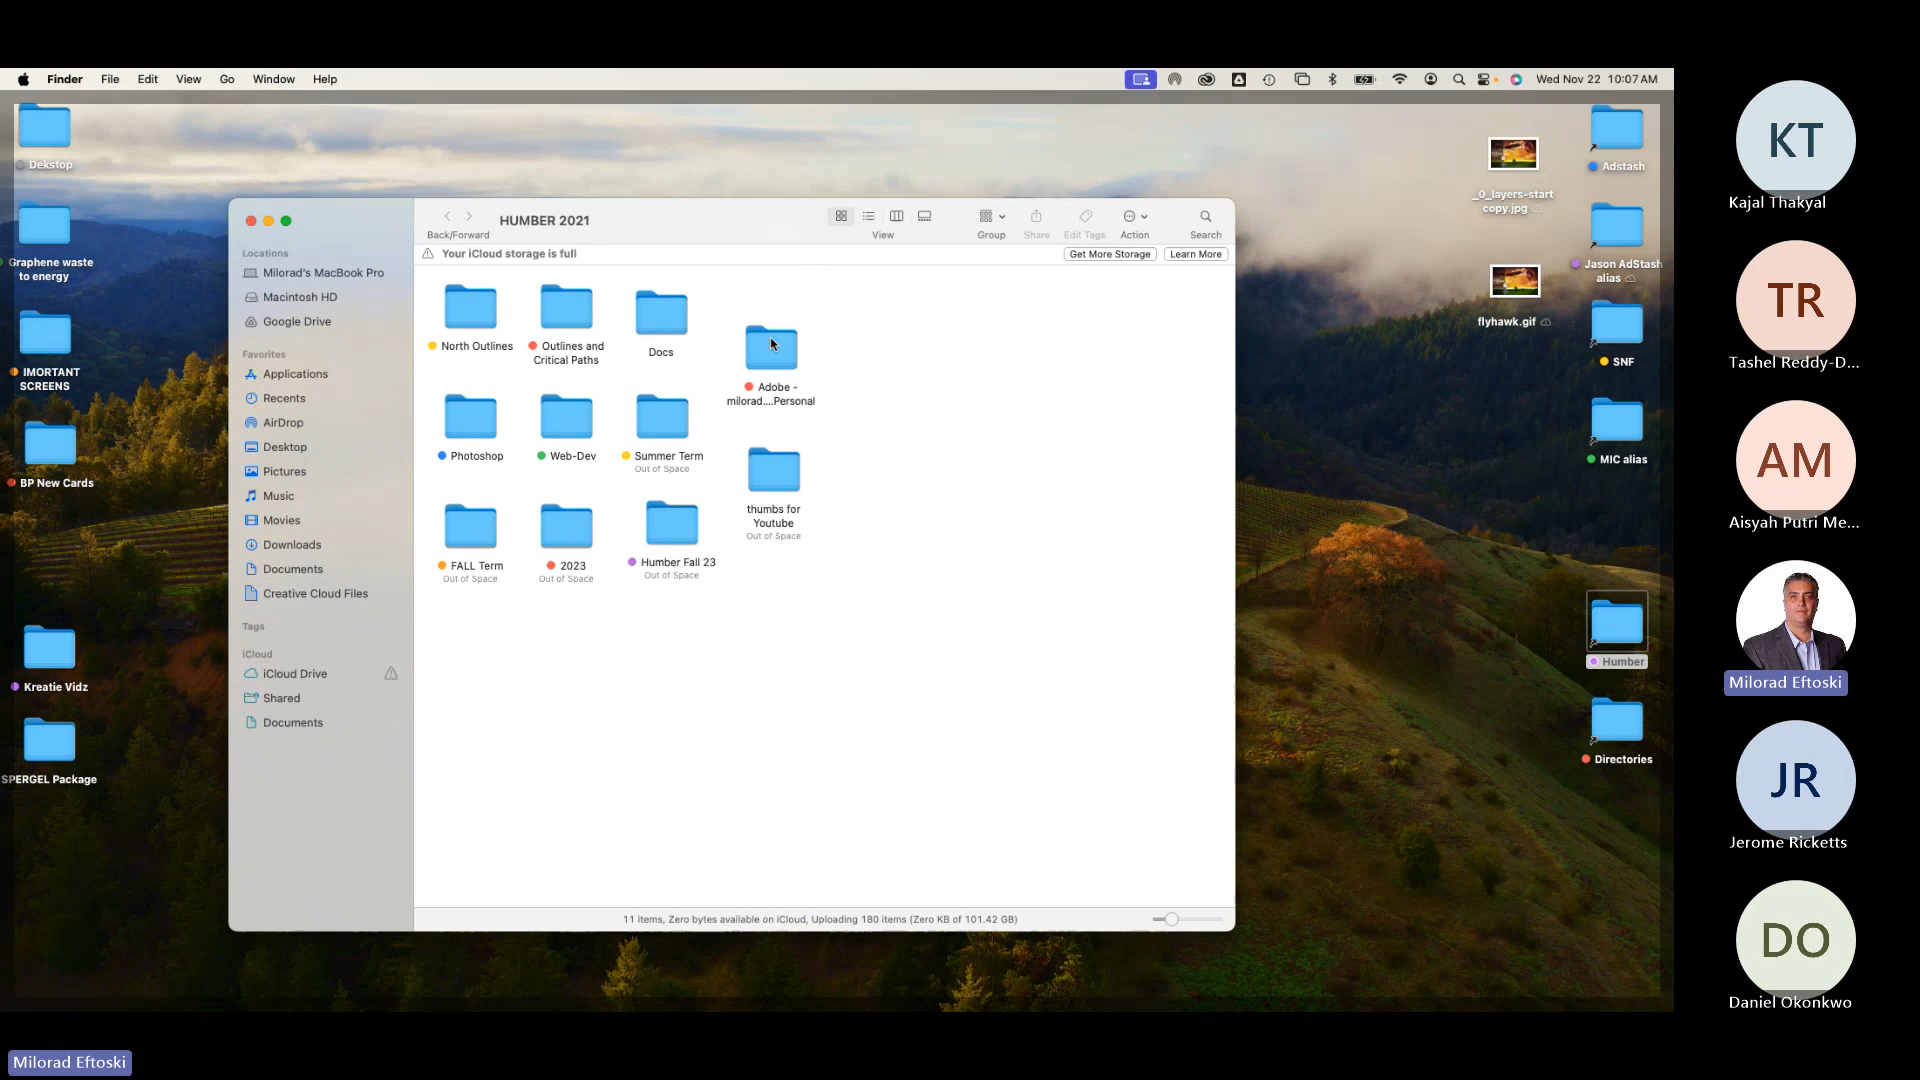 Finder File Edit View Go Window Help
Wed Nov 22 10:07 AM
Dekstop
Graphene waste
to energy
IMORTANT
SCREENS
BP New Cards
Kreatie Vidz
SPERGEL Package
HUMBER 2021
Back/Forward
View
Group
Share
Edit Tags
Action
Search
Your iCloud storage is full
Get More Storage
Learn More
Locations
Milorad's MacBook Pro
Macintosh HD
Google Drive
Favorites
Applications
Recents
AirDrop
Desktop
Pictures
Music
Movies
Downloads
Documents
Creative Cloud Files
Tags
iCloud
iCloud Drive
Shared
Documents
North Outlines
Outlines and
Critical Paths
Docs
Adobe -
milorad....Personal
Photoshop
Web-Dev
Summer Term
Out of Space
thumbs for
Youtube
Out of Space
FALL Term
Out of Space
2023
Out of Space
Humber Fall 23
Out of Space
11 items, Zero bytes available on iCloud, Uploading 180 items (Zero KB of 101.42 GB)
_0_layers-start
copy.jpg
flyhawk.gif
Adstash
Jason AdStash
alias
SNF
MIC alias
Humber
Directories
KT
Kajal Thakyal
TR
Tashel Reddy-D...
AM
Aisyah Putri Me...
Milorad Eftoski
JR
Jerome Ricketts
DO
Daniel Okonkwo
Milorad Eftoski